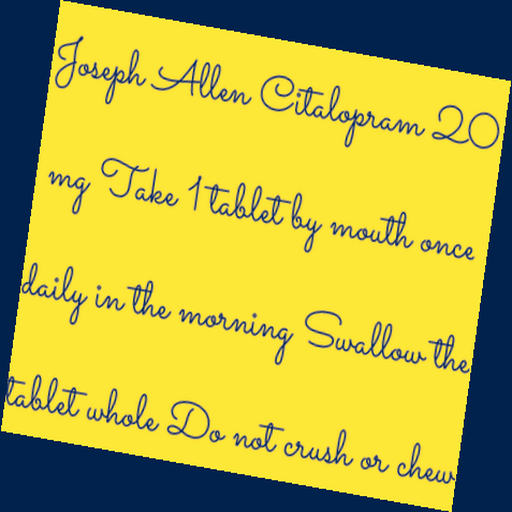 Joseph Allen Citalopram 20
mg Take 1 tablet by mouth once
daily in the morning Swallow the
tablet whole Do not crush or chew